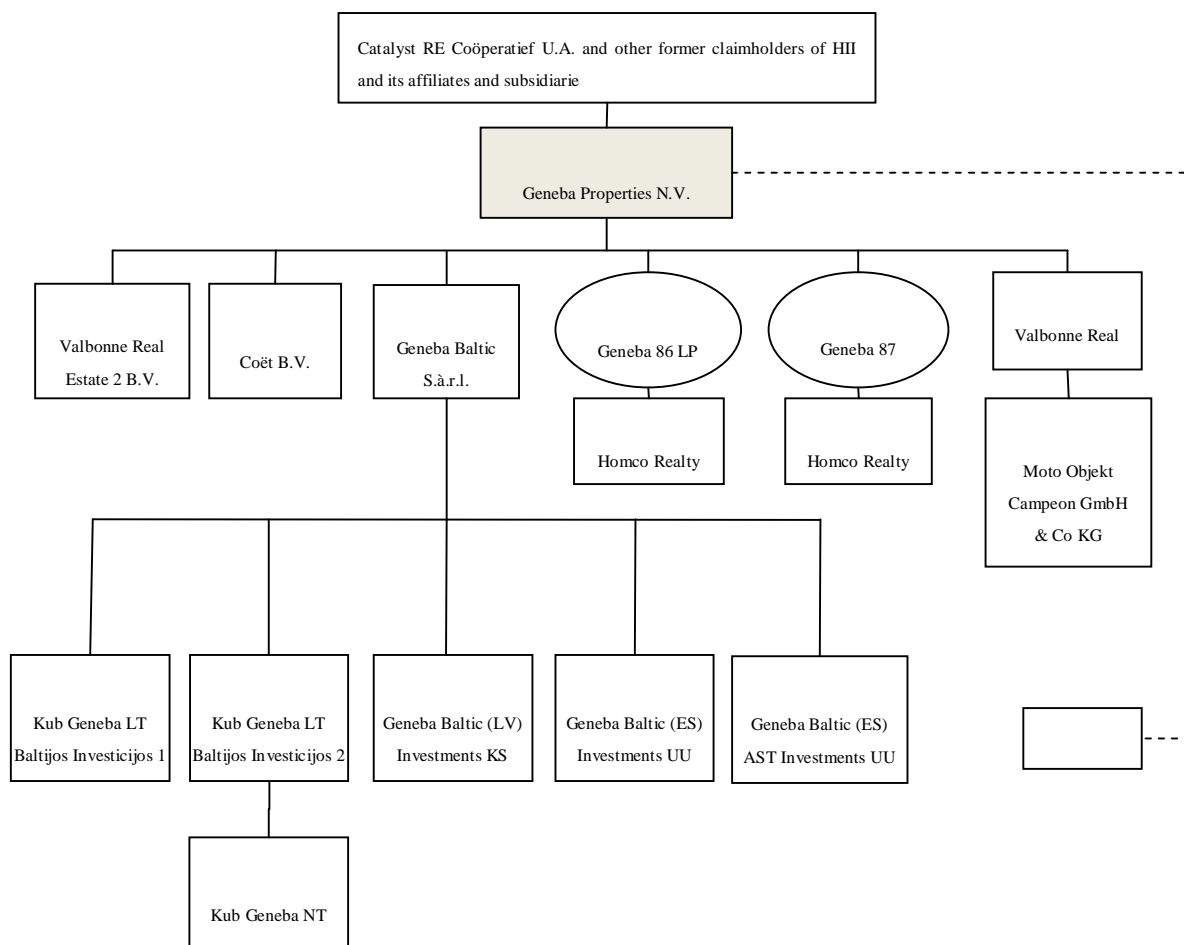 Catalyst RE Coöperatief U.A. and other former claimholders of HII
and its affiliates and subsidiarie
Geneba Properties N.V.
Valbonne Real
Estate 2 B.V.
Coët B.V.
Geneba Baltic
S.à.r.l.
Geneba 86 LP
Geneba 87
Valbonne Real
Homco Realty
Homco Realty
Moto Objekt
Campeon GmbH
& Co KG
Kub Geneba LT
Baltijos Investicijos 1
Kub Geneba LT
Baltijos Investicijos 2
Geneba Baltic (LV)
Investments KS
Geneba Baltic (ES)
Investments UU
Geneba Baltic (ES)
AST Investments UU
Kub Geneba NT